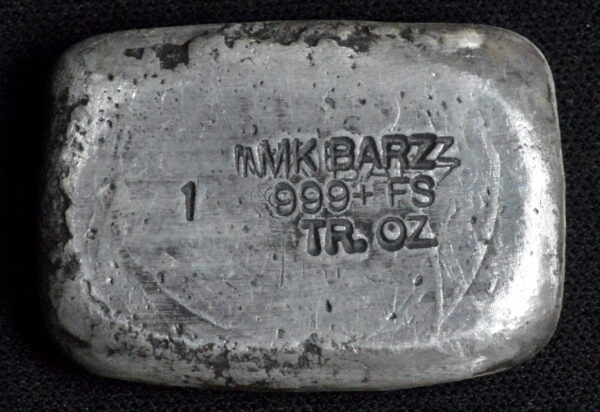 MK BARZ
999+ FS
1 TR. OZ